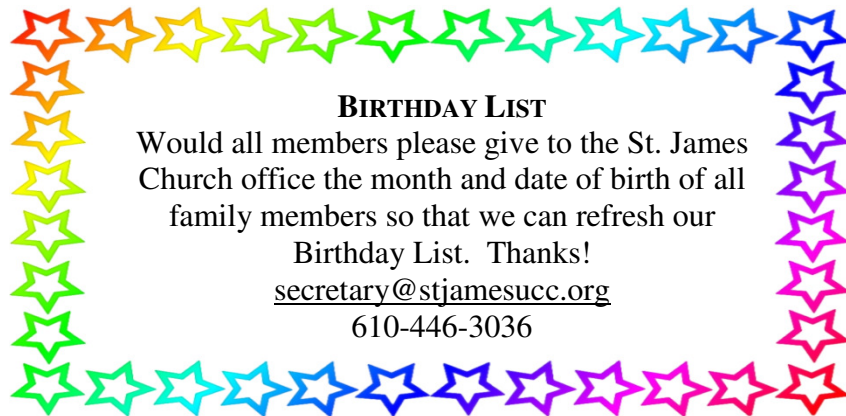 BIRTHDAY LIST
Would all members please give to the St. James
Church office the month and date of birth of all
family members so that we can refresh our
Birthday List.  Thanks!
secretary@stjamesucc.org
610-446-3036